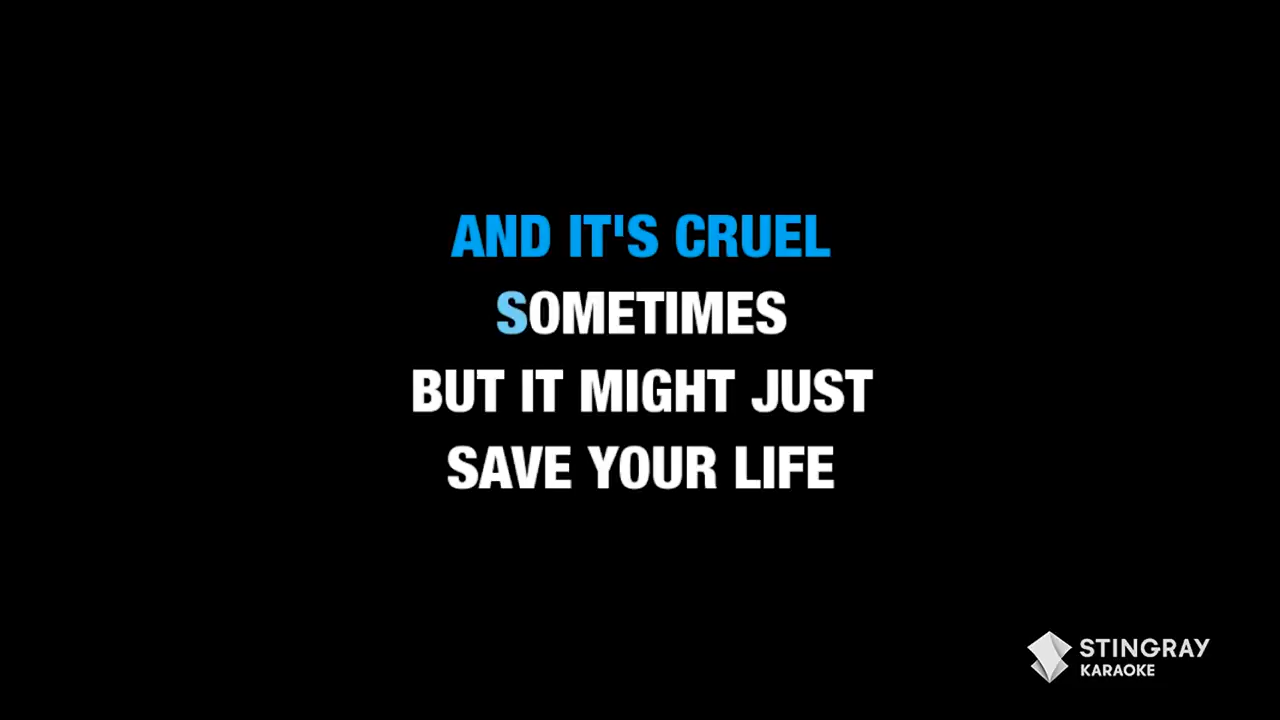 AND IT'S CRUEL
SOMETIMES
BUT IT MIGHT JUST
SAVE YOUR LIFE
STINGRAY
KARAOKE